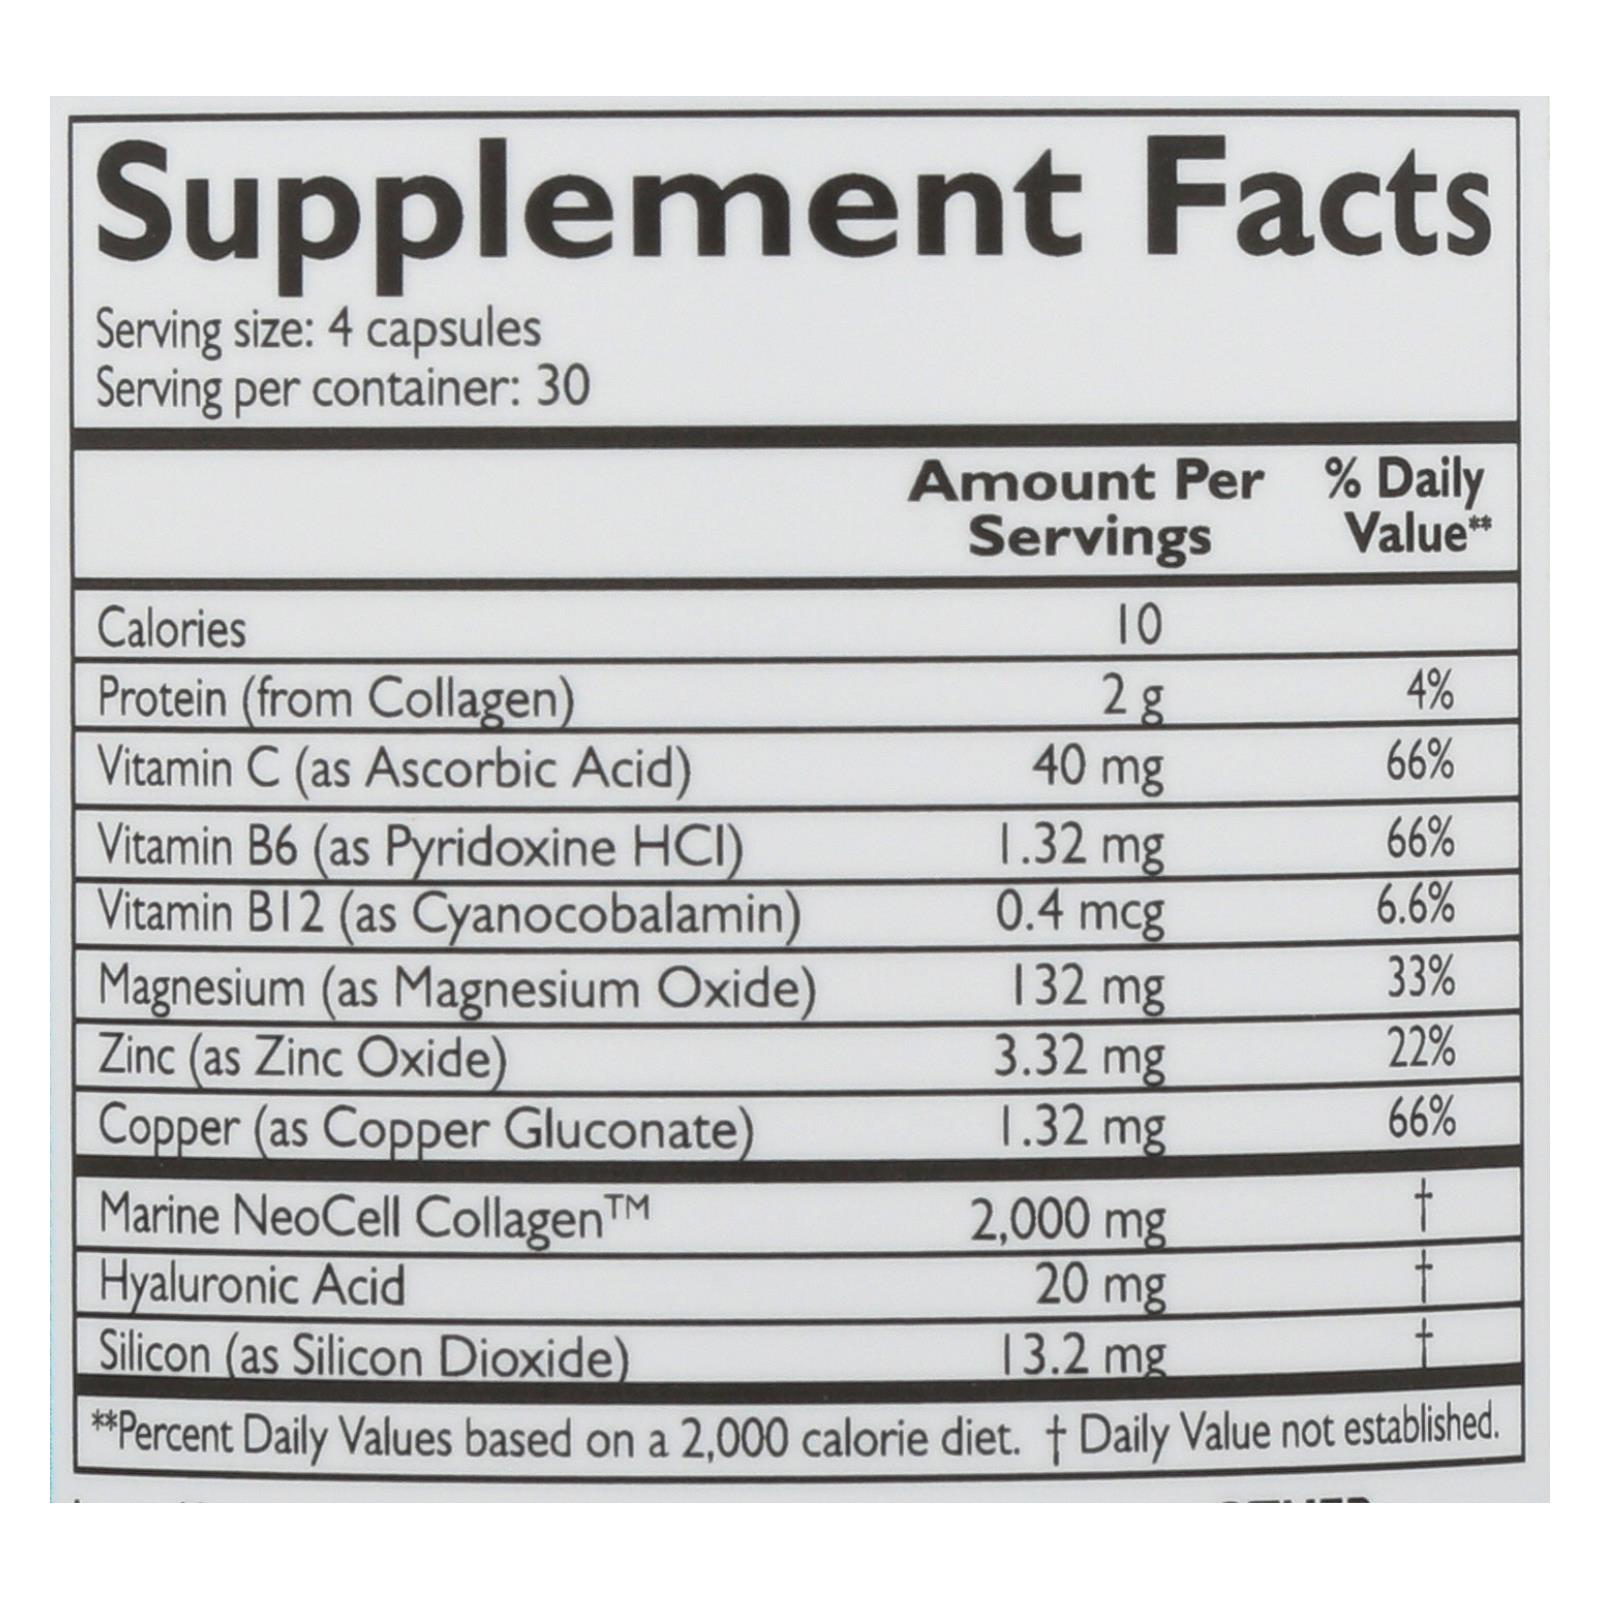 Supplement Facts
Serving size: 4 capsules
Serving per container: 30
Amount Per Servings % Daily Value**
Calories 10
Protein (from Collagen) 2 g 4%
Vitamin C (as Ascorbic Acid) 40 mg 66%
Vitamin B6 (as Pyridoxine HCl) 1.32 mg 66%
Vitamin B12 (as Cyanocobalamin) 0.4 mcg 6.6%
Magnesium (as Magnesium Oxide) 132 mg 33%
Zinc (as Zinc Oxide) 3.32 mg 22%
Copper (as Copper Gluconate) 1.32 mg 66%
Marine NeoCell Collagen™ 2,000 mg †
Hyaluronic Acid 20 mg †
Silicon (as Silicon Dioxide) 13.2 mg †
**Percent Daily Values based on a 2,000 calorie diet. † Daily Value not established.